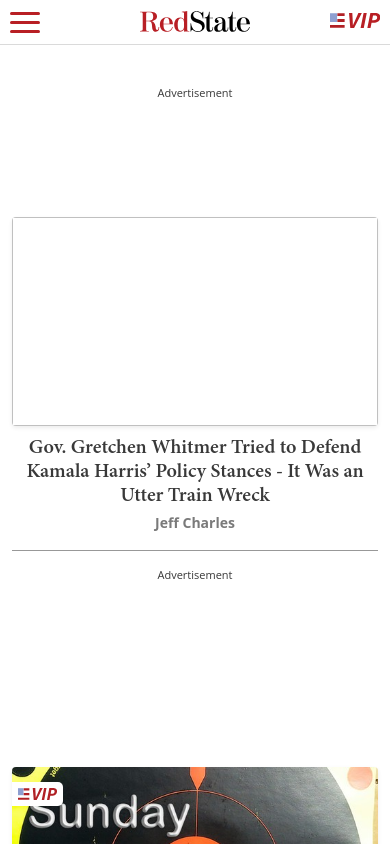 RedState
VIP
Advertisement
Gov. Gretchen Whitmer Tried to Defend
Kamala Harris’ Policy Stances - It Was an
Utter Train Wreck
Jeff Charles
Advertisement
VIP
Sunday